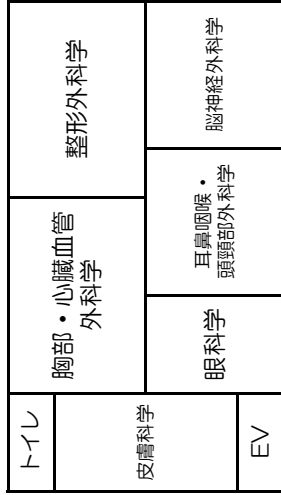 トイレ
皮膚科学
EV
胸部・心臓血管
外科学
眼科学
整形外科学
耳鼻咽喉・
頭頸部外科学
脳神経外科学